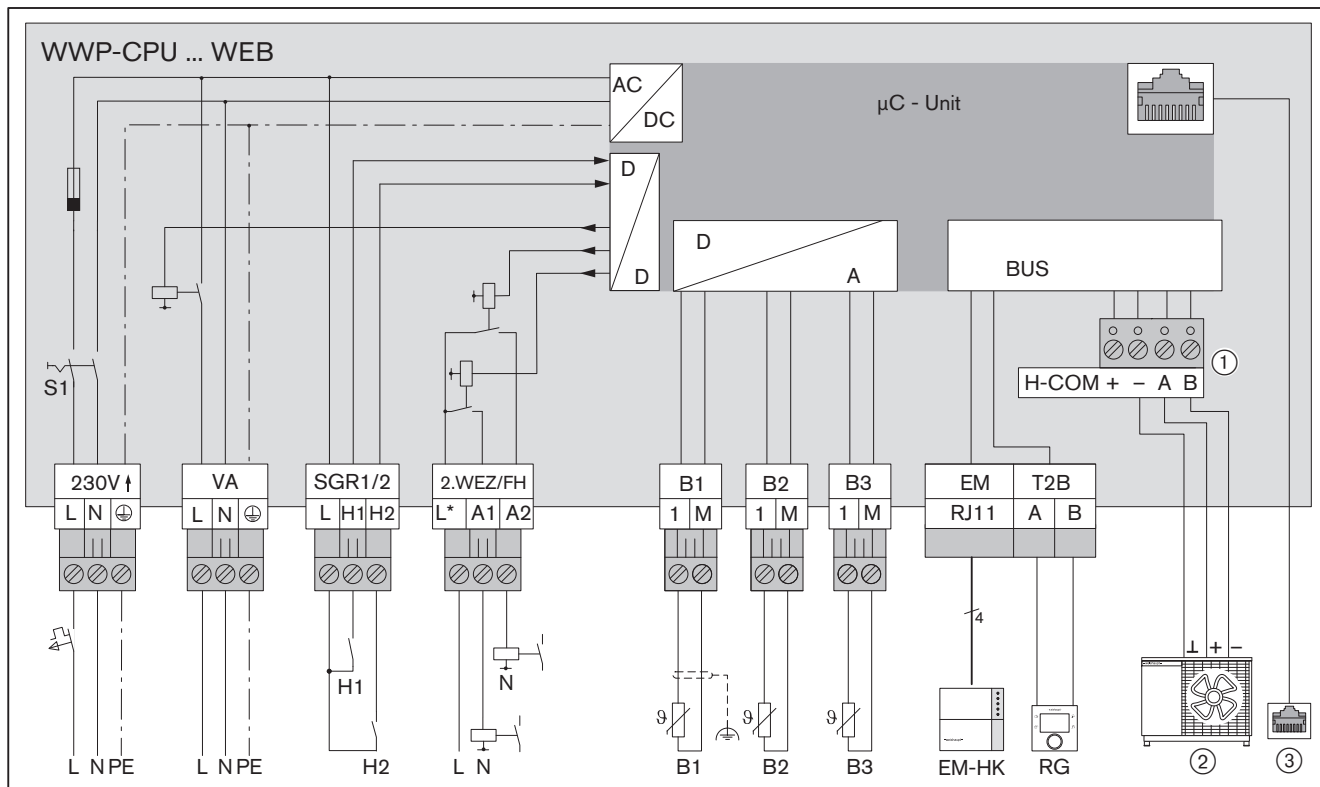 WWP-CPU ... WEB
AC
DC
µC - Unit
D
D
D
A
BUS
S1
1
H-COM + – A B
230V
VA
SGR1/2
2.WEZ/FH
B1
B2
B3
EM
T2B
L N
L N
L H1 H2
L* A1 A2
1 M
1 M
1 M
RJ11
A B
4
⊥ + –
H1
N
ϑ
ϑ
ϑ
L N PE
L N PE
H2
L N
B1
B2
B3
EM-HK
RG
2
3